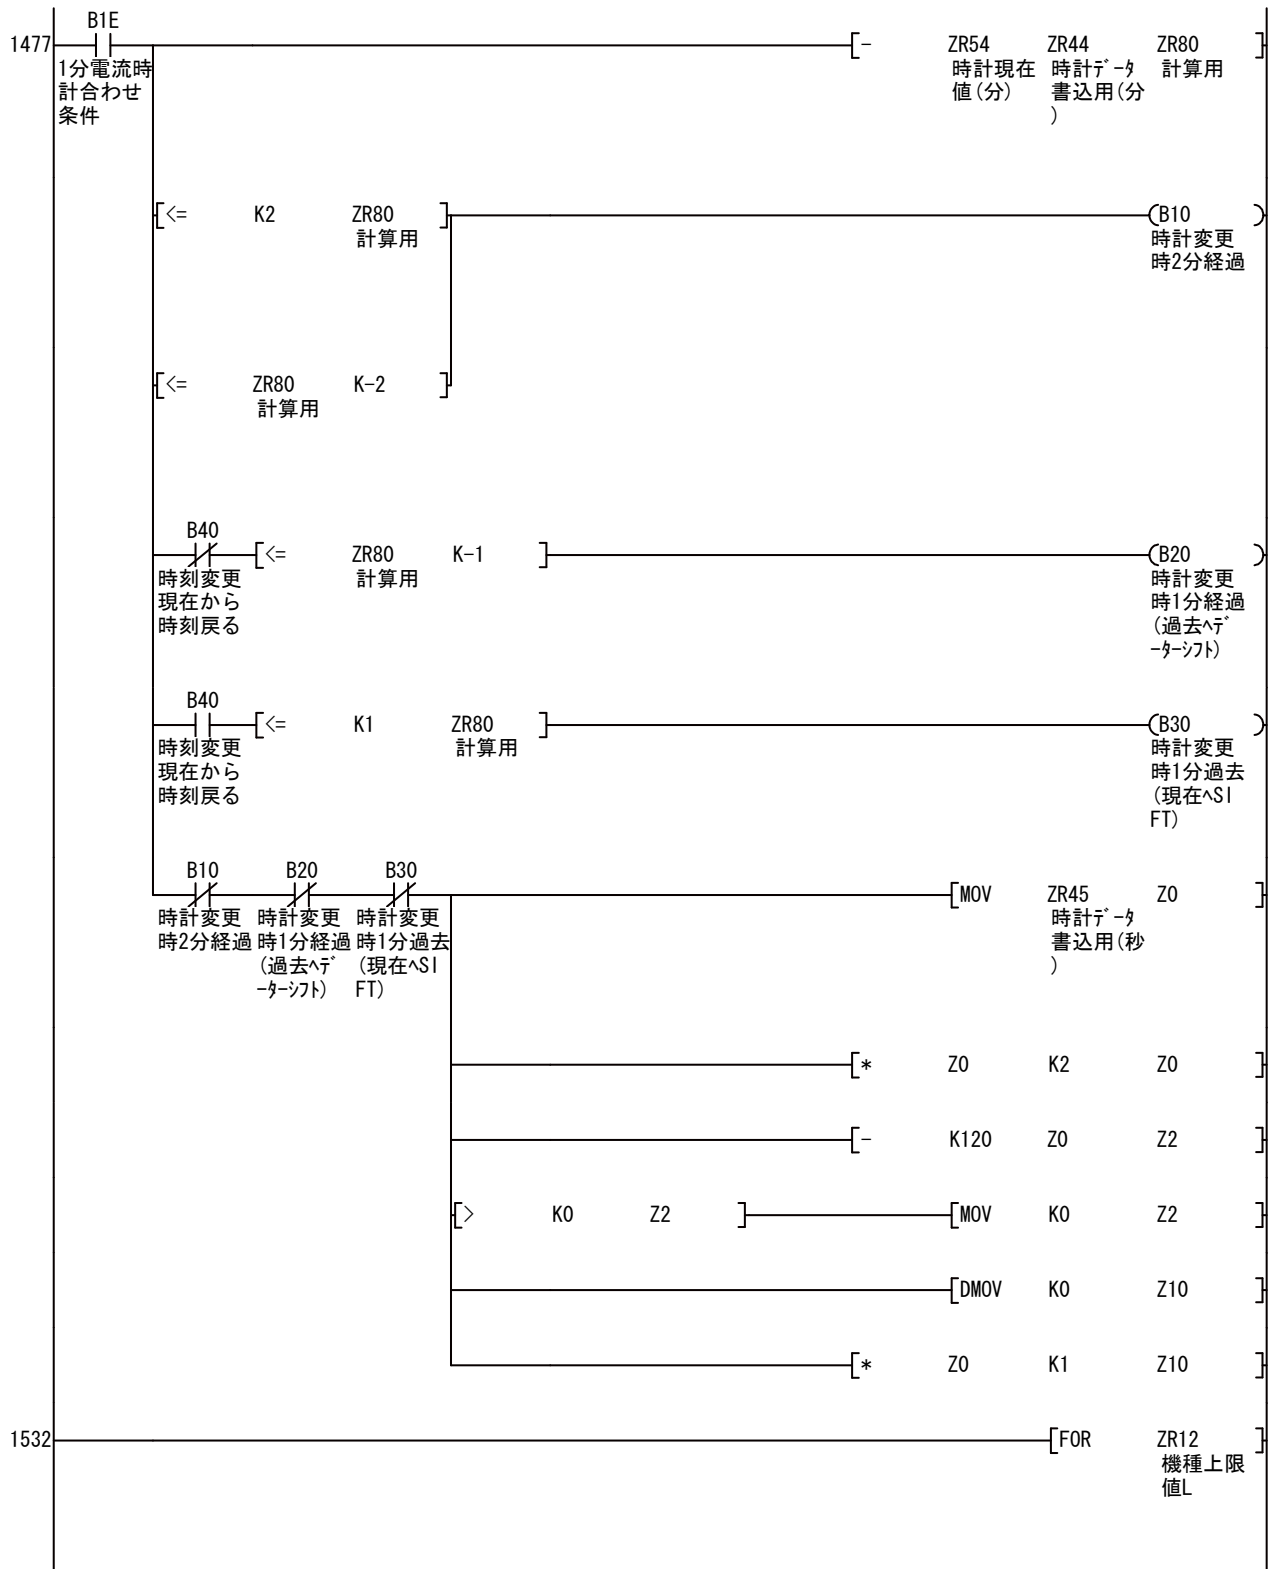 B1E
1477 [- ZR54 ZR44 ZR80 ]
1分電流時 時計現在 時計ﾃﾞｰﾀ 計算用
計合わせ 値(分) 書込用(分
条件 )
[<= K2 ZR80 ] (B10 )
計算用 時計変更
時2分経過
[<= ZR80 K-2 ]
計算用
B40
[<= ZR80 K-1 ] (B20 )
時刻変更 計算用 時計変更
現在から 時1分経過
時刻戻る (過去へﾃﾞ
ｰﾀｰｼﾌﾄ)
B40
[<= K1 ZR80 ] (B30 )
時刻変更 計算用 時計変更
現在から 時1分過去
時刻戻る (現在へSI
FT)
B10 B20 B30
[MOV ZR45 Z0 ]
時計変更 時計変更 時計変更 時計ﾃﾞｰﾀ
時2分経過 時1分経過 時1分過去 書込用(秒
(過去へﾃﾞ (現在へSI )
ｰﾀｰｼﾌﾄ) FT)
[* Z0 K2 Z0 ]
[- K120 Z0 Z2 ]
[> K0 Z2 ] [MOV K0 Z2 ]
[DMOV K0 Z10 ]
[* Z0 K1 Z10 ]
1532 [FOR ZR12 ]
機種上限
値L